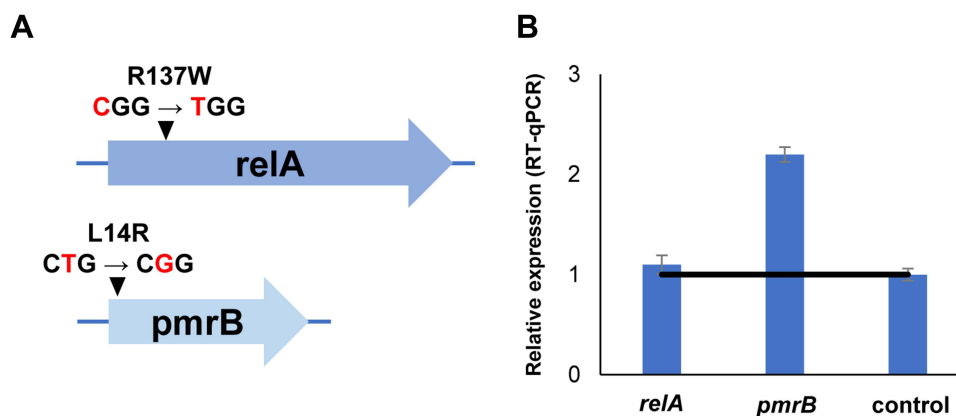 A
R137W
CGG → TGG
relA
L14R
CTG → CGG
pmrB
B
Relative expression (RT-qPCR)
3
2
1
0
relA
pmrB
control